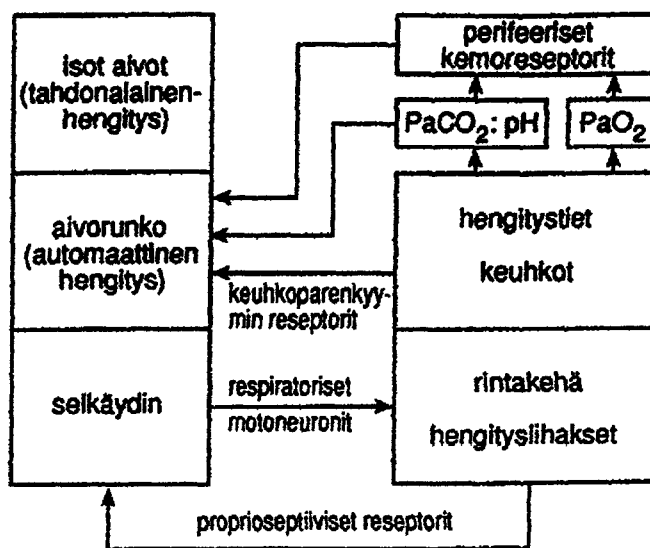 isot aivot
(tahdonalainen-
hengitys)
aivorunko
(automaattinen
hengitys)
selkäydin
perifeeriset
kemoreseptorit
PaCO₂: pH
PaO₂
hengitystiet
keuhkot
keuhkoparenkyy-
min reseptorit
respiratoriset
motoneuronit
rintakehä
hengityslihakset
proprioseptiiviset reseptorit